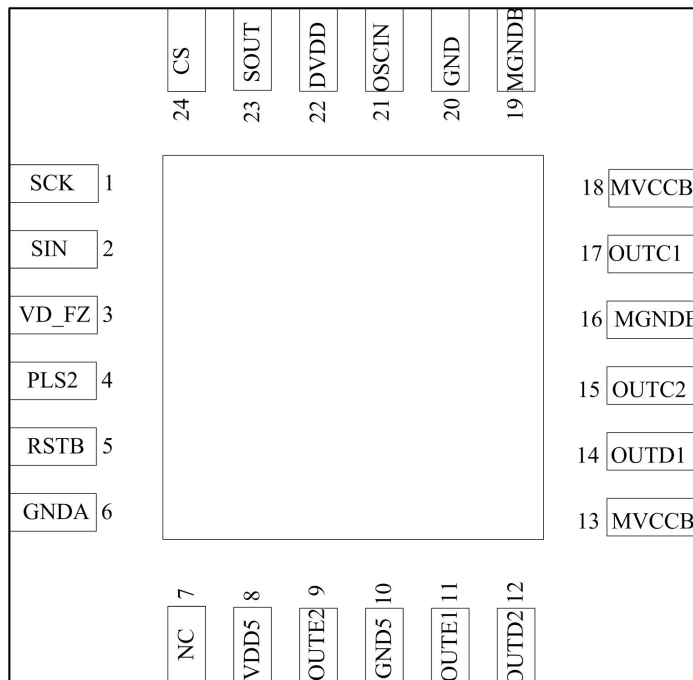 CS
SOUT
DVDD
OSCIN
GND
MGNDB
24
23
22
21
20
19
SCK 1
SIN 2
VD_FZ 3
PLS2 4
RSTB 5
GNDA 6
18 MVCCB
17 OUTC1
16 MGNDB
15 OUTC2
14 OUTD1
13 MVCCB
7
8
9
10
11
12
NC
VDD5
OUTE2
GND5
OUTE1
OUTD2